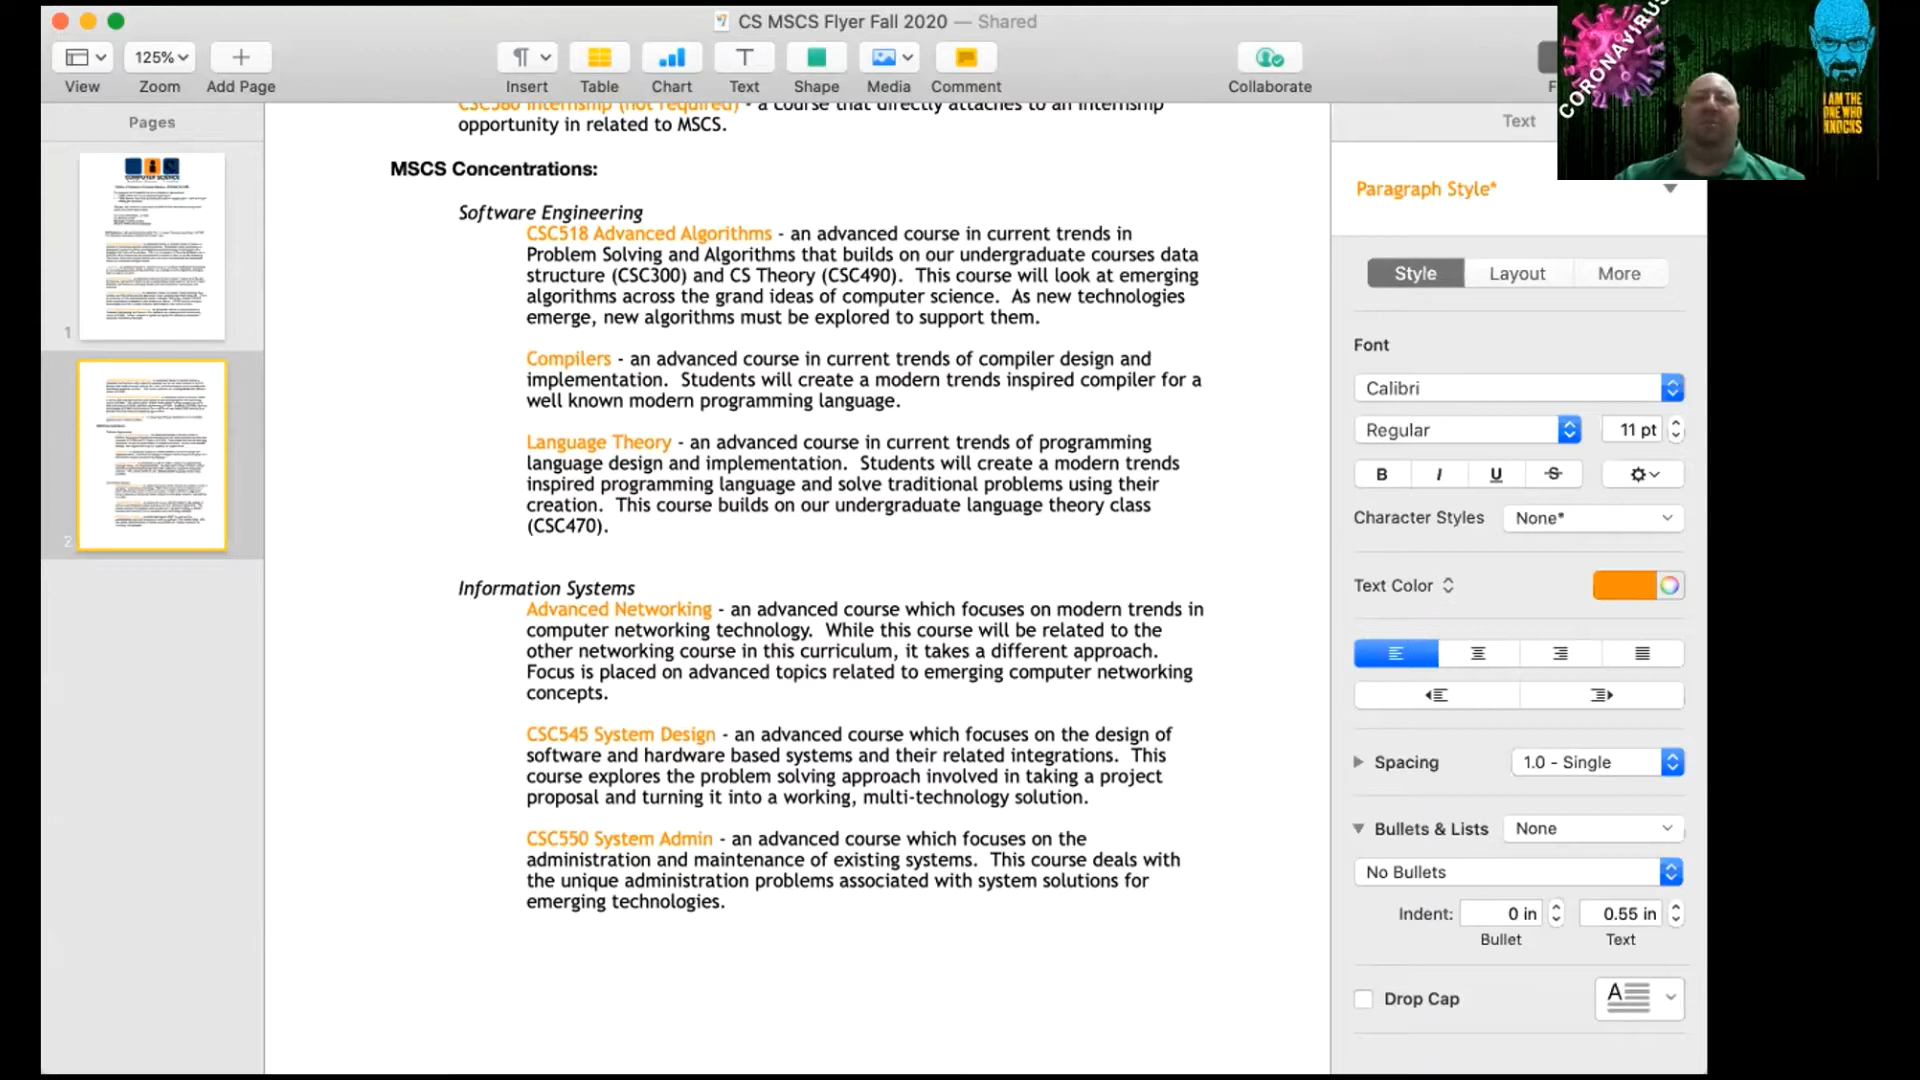 CS MSCS Flyer Fall 2020 — Shared
125%
View
Zoom
Add Page
Insert
Table
Chart
Text
Shape
Media
Comment
Collaborate
CORONAVIRUS
I AM THE
ONE WHO
KNOCKS
Pages
1
2
COMPUTER SCIENCE
CSC580 Internship (not required) - a course that directly attaches to an internship
opportunity in related to MSCS.
MSCS Concentrations:
Software Engineering
CSC518 Advanced Algorithms - an advanced course in current trends in
Problem Solving and Algorithms that builds on our undergraduate courses data
structure (CSC300) and CS Theory (CSC490).  This course will look at emerging
algorithms across the grand ideas of computer science.  As new technologies
emerge, new algorithms must be explored to support them.
Compilers - an advanced course in current trends of compiler design and
implementation.  Students will create a modern trends inspired compiler for a
well known modern programming language.
Language Theory - an advanced course in current trends of programming
language design and implementation.  Students will create a modern trends
inspired programming language and solve traditional problems using their
creation.  This course builds on our undergraduate language theory class
(CSC470).
Information Systems
Advanced Networking - an advanced course which focuses on modern trends in
computer networking technology.  While this course will be related to the
other networking course in this curriculum, it takes a different approach.
Focus is placed on advanced topics related to emerging computer networking
concepts.
CSC545 System Design - an advanced course which focuses on the design of
software and hardware based systems and their related integrations.  This
course explores the problem solving approach involved in taking a project
proposal and turning it into a working, multi-technology solution.
CSC550 System Admin - an advanced course which focuses on the
administration and maintenance of existing systems.  This course deals with
the unique administration problems associated with system solutions for
emerging technologies.
Text
Paragraph Style*
Style
Layout
More
Font
Calibri
Regular
11 pt
B I U S
Character Styles
None*
Text Color
Spacing
1.0 - Single
Bullets & Lists
None
No Bullets
Indent:
0 in
0.55 in
Bullet
Text
Drop Cap
A